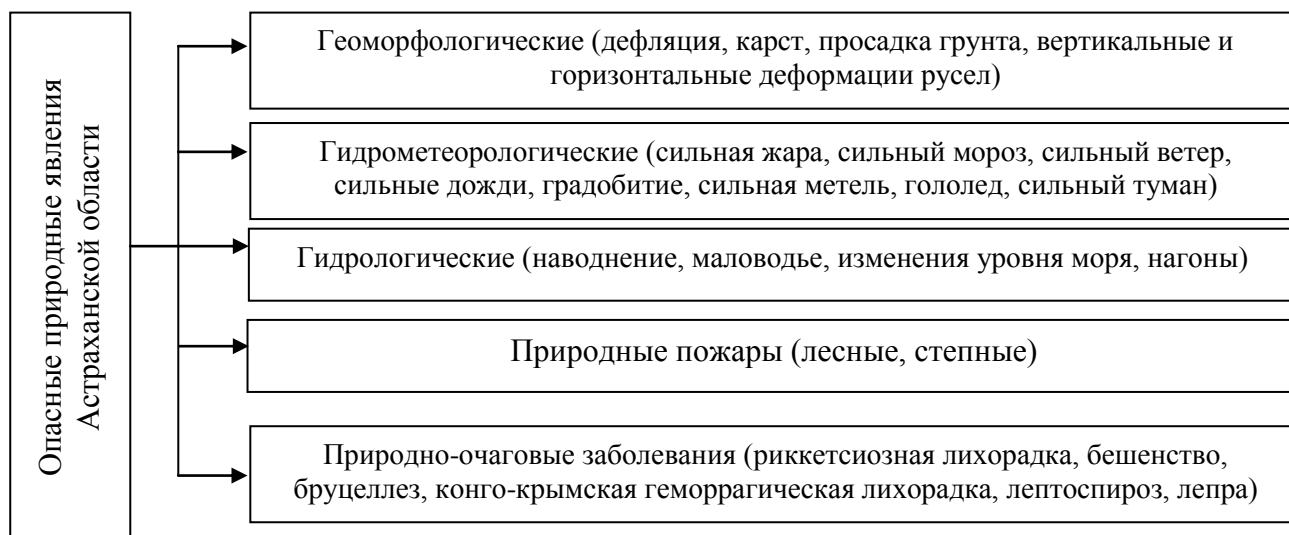 Опасные природные явления
Астраханской области
Геоморфологические (дефляция, карст, просадка грунта, вертикальные и
горизонтальные деформации русел)
Гидрометеорологические (сильная жара, сильный мороз, сильный ветер,
сильные дожди, градобитие, сильная метель, гололед, сильный туман)
Гидрологические (наводнение, маловодье, изменения уровня моря, нагоны)
Природные пожары (лесные, степные)
Природно-очаговые заболевания (риккетсиозная лихорадка, бешенство,
бруцеллез, конго-крымская геморрагическая лихорадка, лептоспироз, лепра)